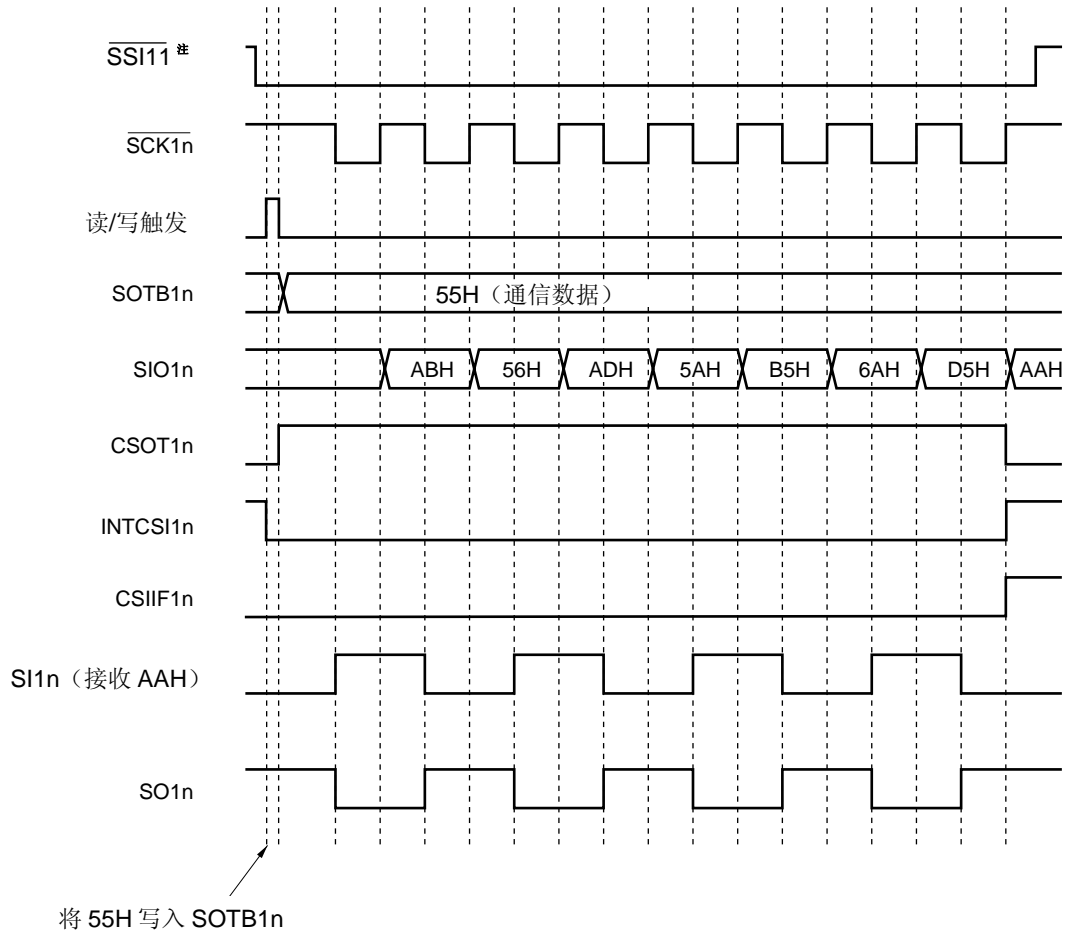 SSI11 注
SCK1n
读/写触发
SOTB1n
55H（通信数据）
SIO1n
ABH 56H ADH 5AH B5H 6AH D5H AAH
CSOT1n
INTCSI1n
CSIIF1n
SI1n（接收 AAH）
SO1n
将 55H 写入 SOTB1n